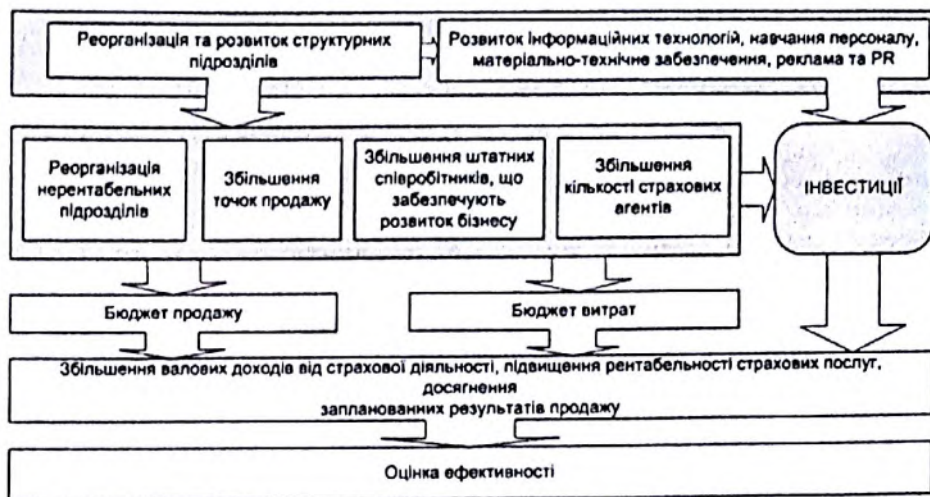 Реорганізація та розвиток структурних
підрозділів
Розвиток інформаційних технологій, навчання персоналу,
матеріально-технічне забезпечення, реклама та PR
Реорганізація
нерентабельних
підрозділів
Збільшення
точок продажу
Збільшення штатних
співробітників, що
забезпечують
розвиток бізнесу
Збільшення
кількості страхових
агентів
ІНВЕСТИЦІЇ
Бюджет продажу
Бюджет витрат
Збільшення валових доходів від страхової діяльності, підвищення рентабельності страхових послуг,
досягнення
запланованних результатів продажу
Оцінка ефективності